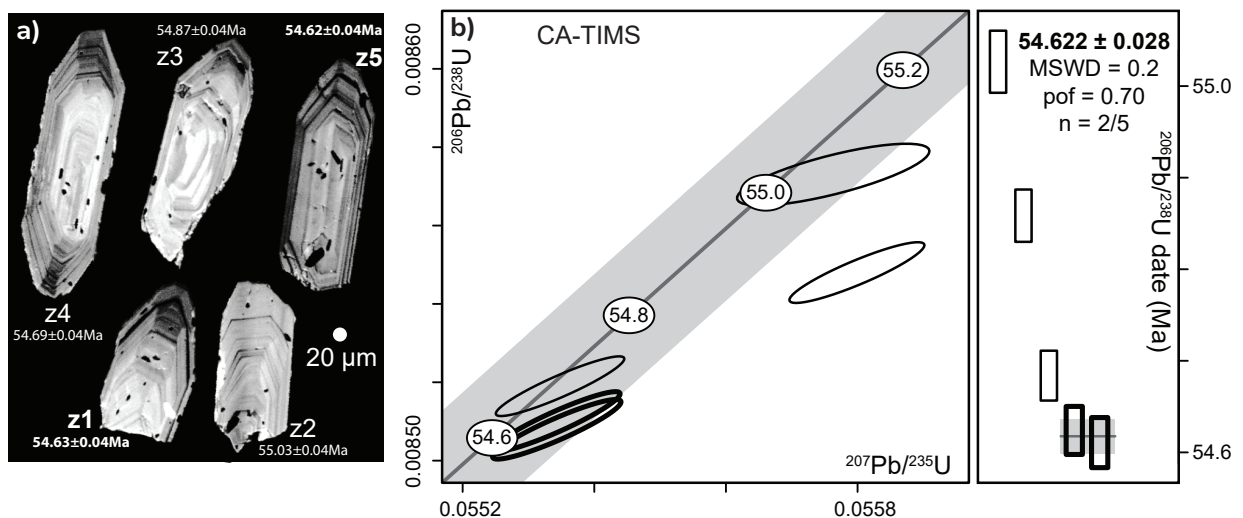 a)
z3
54.87±0.04Ma
54.62±0.04Ma
z5
z4
54.69±0.04Ma
20 µm
z1
54.63±0.04Ma
z2
55.03±0.04Ma
b)
CA-TIMS
0.00860
²⁰⁶Pb/²³⁸U
55.2
55.0
54.8
54.6
0.00850
²⁰⁷Pb/²³⁵U
0.0552
0.0558
54.622 ± 0.028
MSWD = 0.2
pof = 0.70
n = 2/5
55.0
²⁰⁶Pb/²³⁸U date (Ma)
54.6